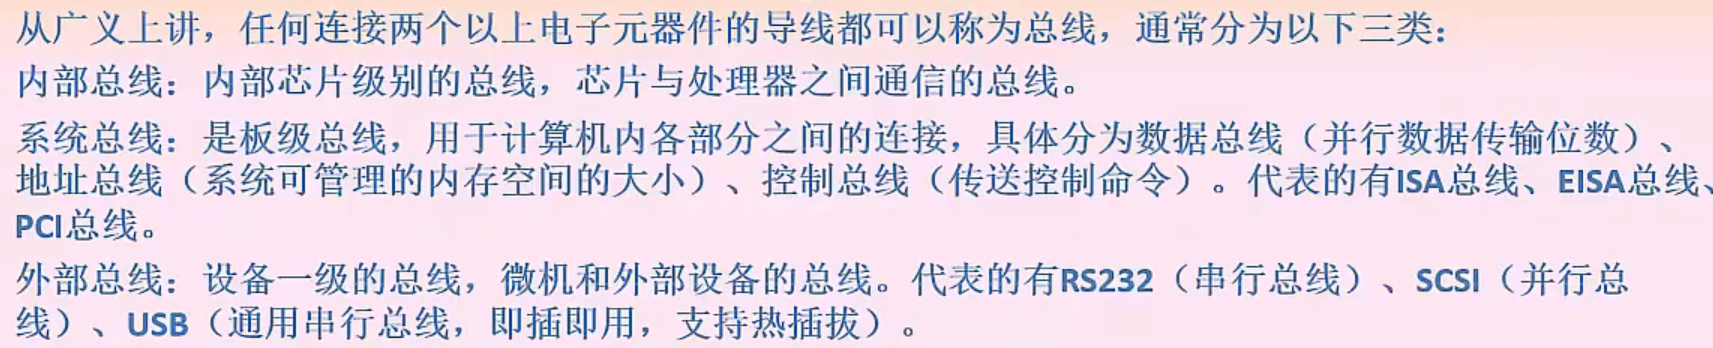 从广义上讲，任何连接两个以上电子元器件的导线都可以称为总线，通常分为以下三类：
内部总线：内部芯片级别的总线，芯片与处理器之间通信的总线。
系统总线：是板级总线，用于计算机内各部分之间的连接，具体分为数据总线（并行数据传输位数）、
地址总线（系统可管理的内存空间的大小）、控制总线（传送控制命令）。代表的有ISA总线、EISA总线、
PCI总线。
外部总线：设备一级的总线，微机和外部设备的总线。代表的有RS232（串行总线）、SCSI（并行总
线）、USB（通用串行总线，即插即用，支持热插拔）。